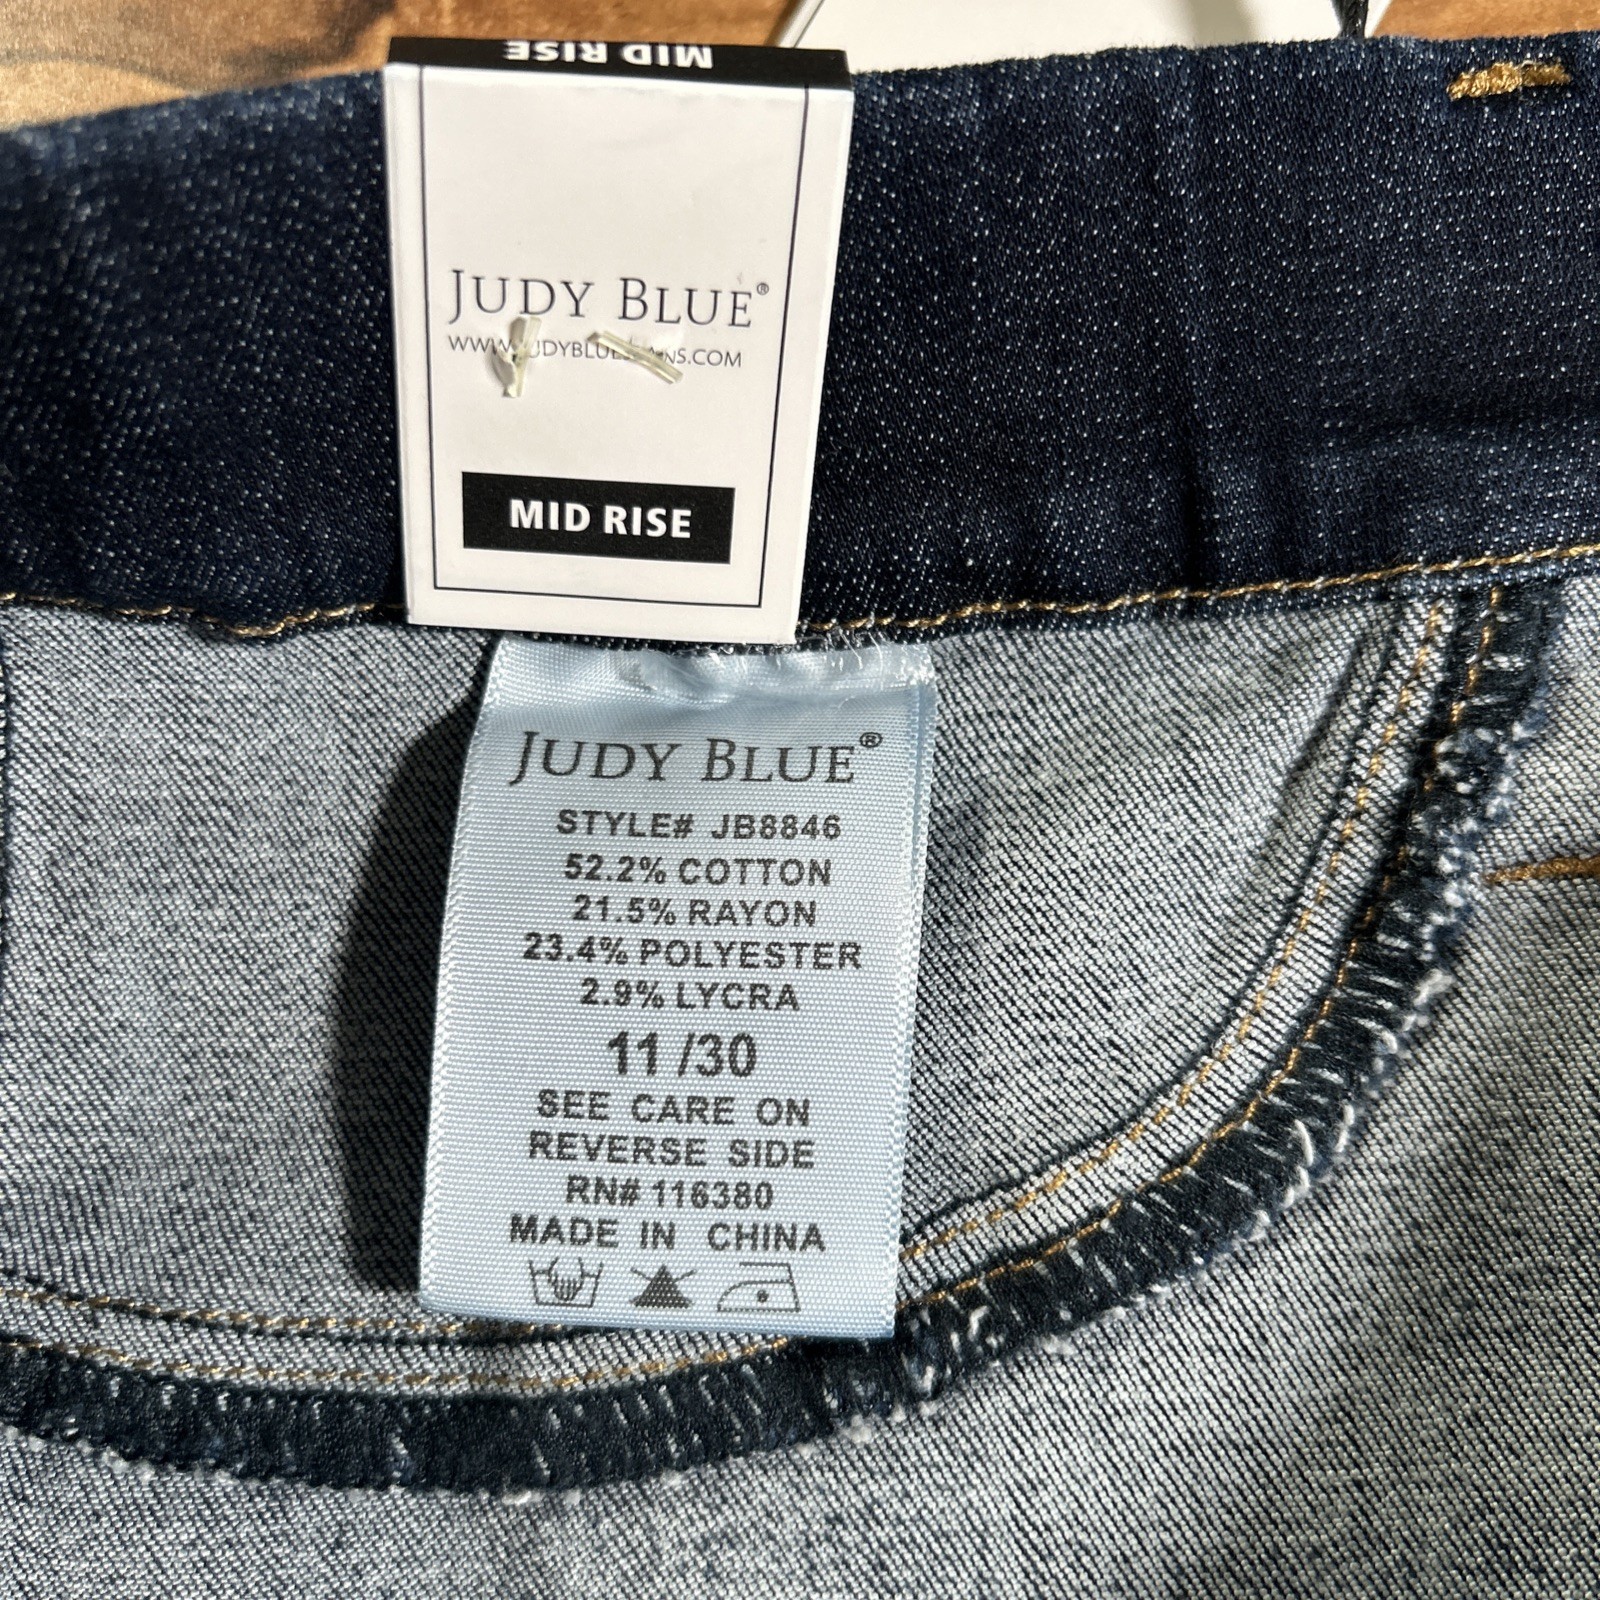 MID RISE
JUDY BLUE®
MID RISE
JUDY BLUE®
STYLE# JB8846
52.2% COTTON
21.5% RAYON
23.4% POLYESTER
2.9% LYCRA
11 /30
SEE CARE ON
REVERSE SIDE
RN# 116380
MADE IN CHINA